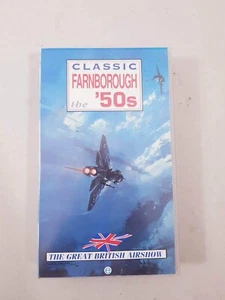 CLASSIC
FARNBOROUGH
the '50s
THE GREAT BRITISH AIRSHOW